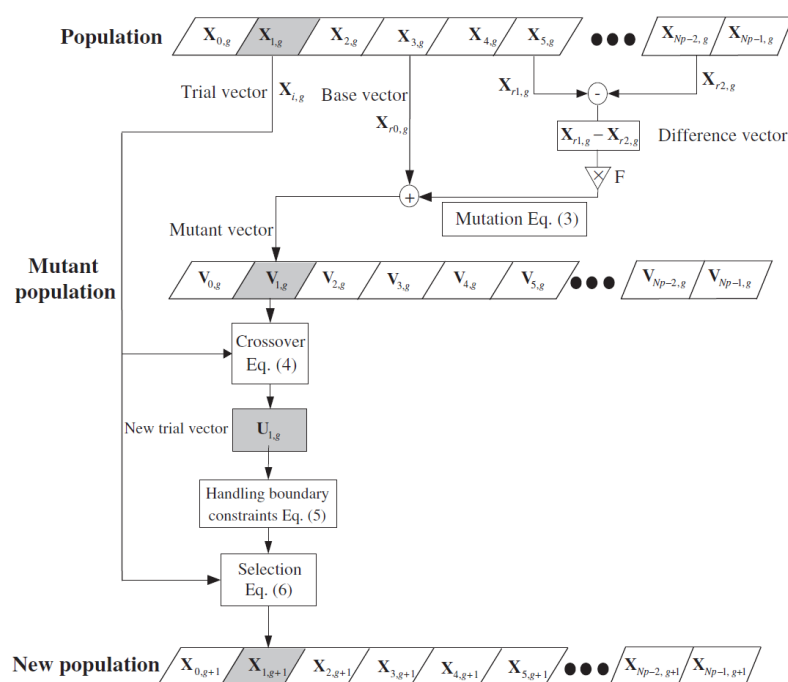 Population X0,g X1,g X2,g X3,g X4,g X5,g ●●● XNp−2,g XNp−1,g
Trial vector Xi,g
Base vector
Xr0,g
Xr1,g
-
Xr2,g
Xr1,g − Xr2,g
Difference vector
× F
+
Mutation Eq. (3)
Mutant vector
Mutant
population
V0,g V1,g V2,g V3,g V4,g V5,g ●●● VNp−2,g VNp−1,g
Crossover
Eq. (4)
New trial vector U1,g
Handling boundary
constraints Eq. (5)
Selection
Eq. (6)
New population X0,g+1 X1,g+1 X2,g+1 X3,g+1 X4,g+1 X5,g+1 ●●● XNp−2,g+1 XNp−1,g+1